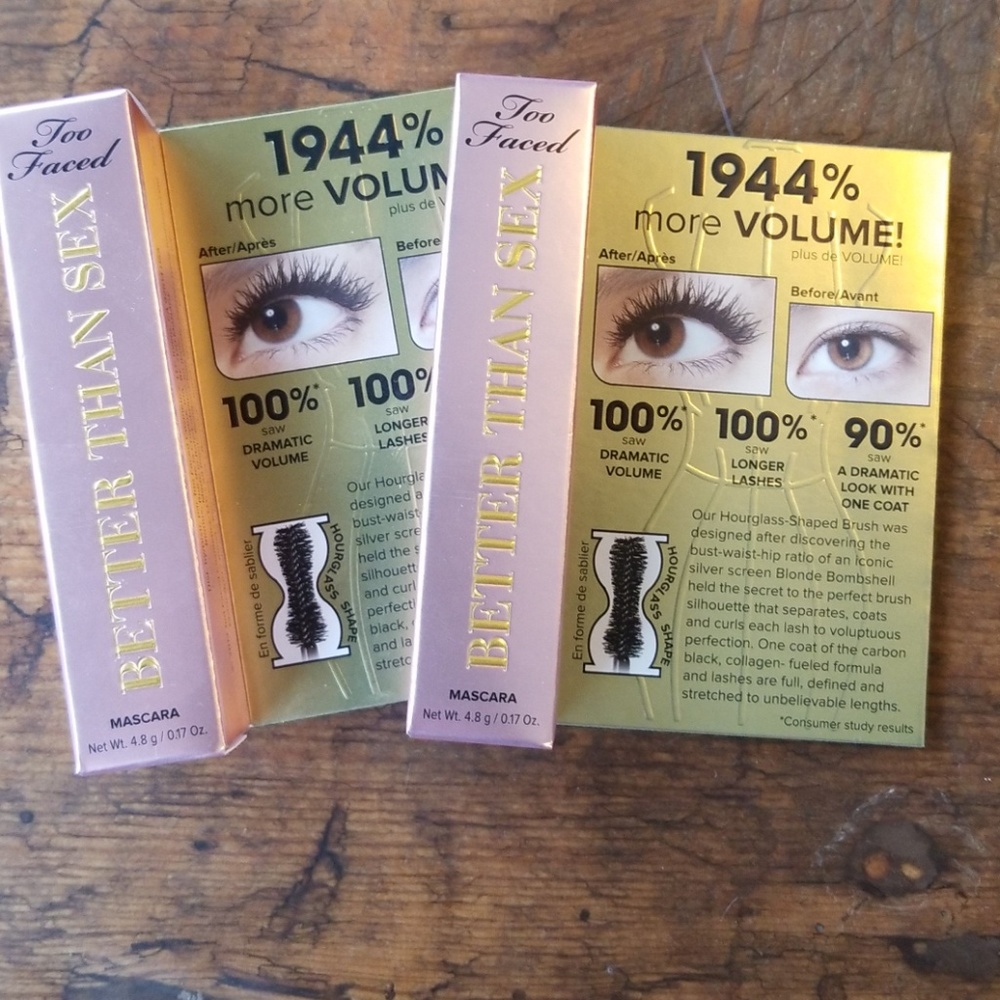 Too
Faced
BETTER THAN SEX
MASCARA
Net Wt. 4.8 g / 0.17 Oz.
1944%
more VOLUM
plus de V
After/Après
Before
100%*
saw
DRAMATIC
VOLUME
100%
saw
LONGER
LASHES
Our Hourgla
designed a
bust-waist
silver scre
held the s
silhouett
and curl
perfecti
black,
and la
stretc
En forme de sablier
HOURGLASS SHAPE
Too
Faced
BETTER THAN SEX
MASCARA
Net Wt. 4.8 g / 0.17 Oz.
1944%
more VOLUME!
plus de VOLUME!
After/Après
Before/Avant
100%*
saw
DRAMATIC
VOLUME
100%*
saw
LONGER
LASHES
90%*
saw
A DRAMATIC
LOOK WITH
ONE COAT
En forme de sablier
HOURGLASS SHAPE
Our Hourglass-Shaped Brush was
designed after discovering the
bust-waist-hip ratio of an iconic
silver screen Blonde Bombshell
held the secret to the perfect brush
silhouette that separates, coats
and curls each lash to voluptuous
perfection. One coat of the carbon
black, collagen- fueled formula
and lashes are full, defined and
stretched to unbelievable lengths.
*Consumer study results